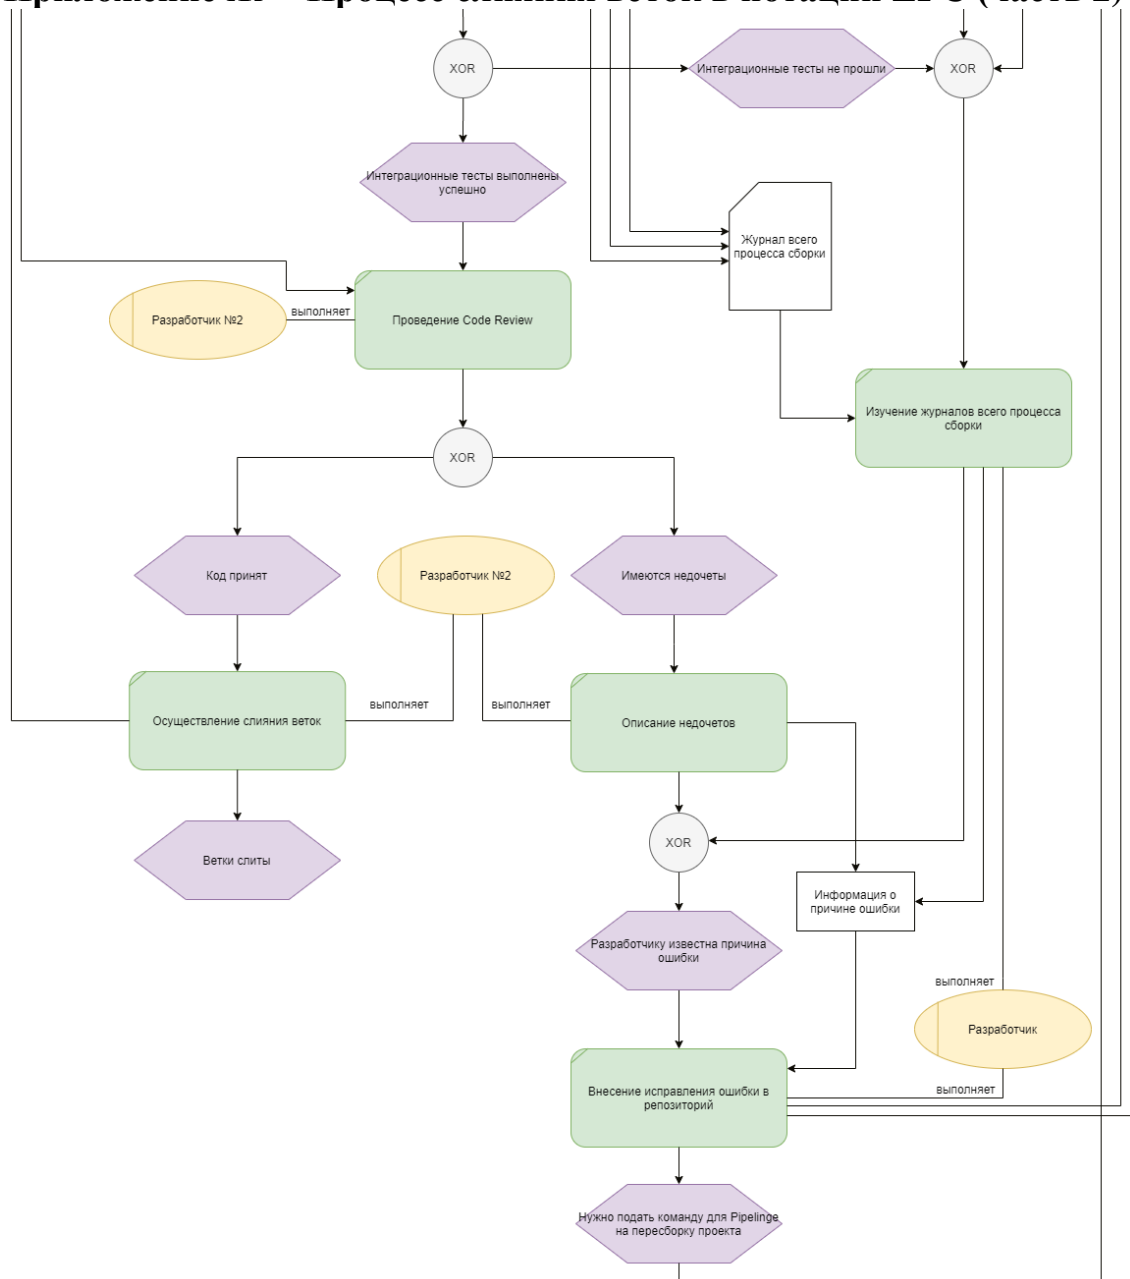 Процесс слияния веток в нотации EPC (часть 2)
XOR
Интеграционные тесты не прошли
XOR
Интеграционные тесты выполнены
успешно
Журнал всего
процесса сборки
Разработчик №2
выполняет
Проведение Code Review
Изучение журналов всего процесса
сборки
XOR
Код принят
Разработчик №2
Имеются недочеты
Осуществление слияния веток
выполняет
выполняет
Описание недочетов
XOR
Ветки слиты
Информация о
причине ошибки
Разработчику известна причина
ошибки
выполняет
Разработчик
Внесение исправления ошибки в
репозиторий
выполняет
Нужно подать команду для Pipelinge
на пересборку проекта